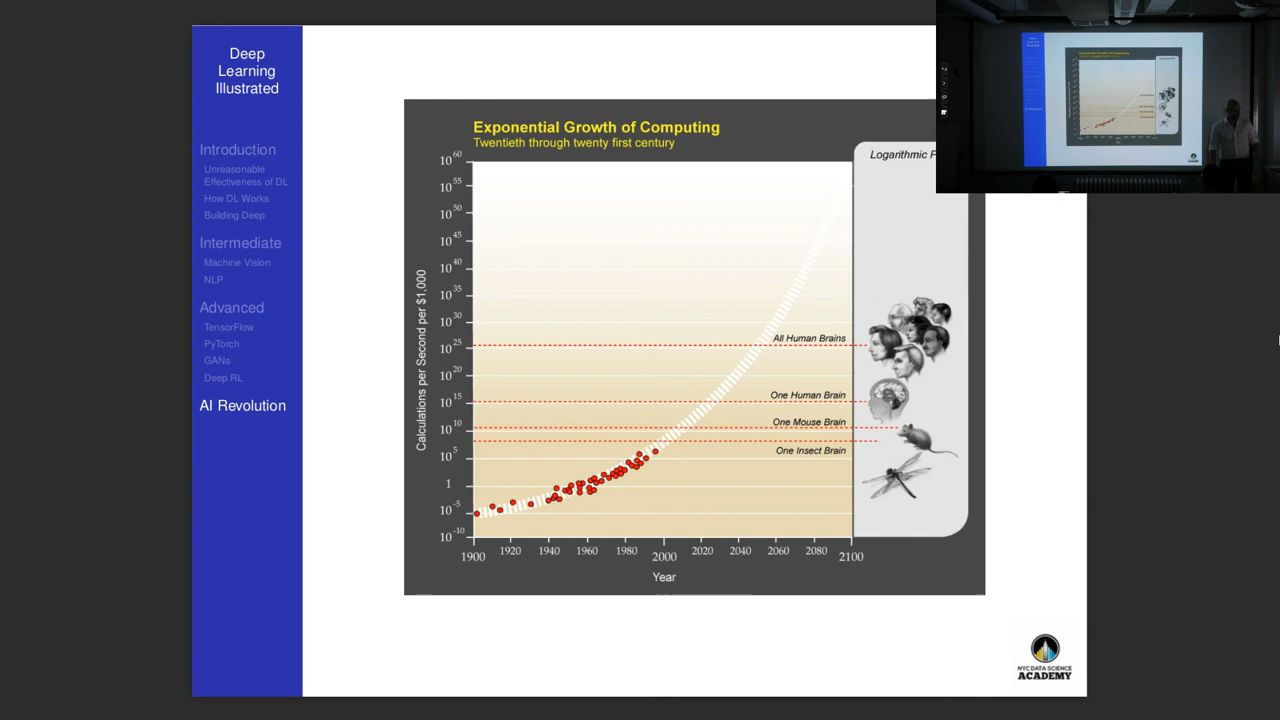 Deep
Learning
Illustrated
Introduction
Unreasonable
Effectiveness of DL
How DL Works
Building Deep
Intermediate
Machine Vision
NLP
Advanced
TensorFlow
PyTorch
GANs
Deep RL
AI Revolution
Exponential Growth of Computing
Twentieth through twenty first century
Logarithmic
Calculations per Second per $1,000
10^60
10^55
10^50
10^45
10^40
10^35
10^30
10^25
10^20
10^15
10^10
10^5
1
10^-5
10^-10
All Human Brains
One Human Brain
One Mouse Brain
One Insect Brain
1900 1920 1940 1960 1980 2000 2020 2040 2060 2080 2100
Year
NYC DATA SCIENCE
ACADEMY